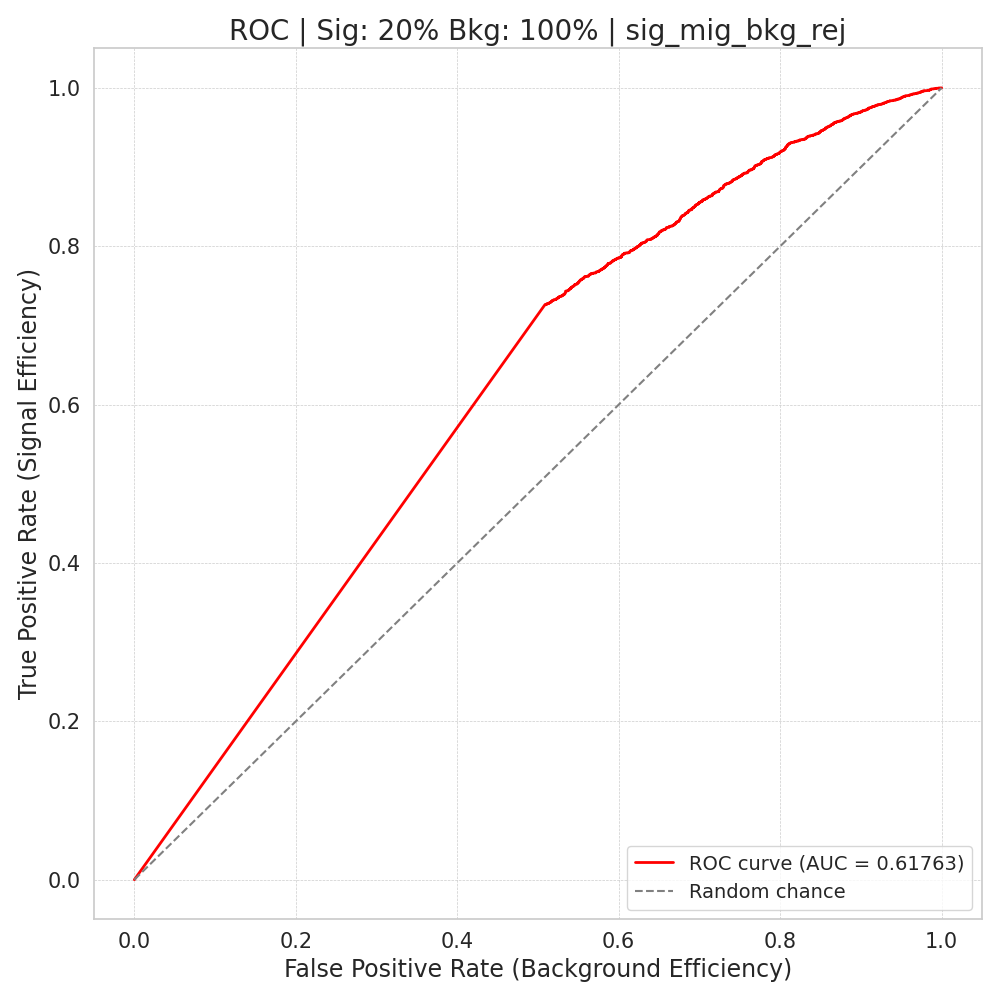 ROC | Sig: 20% Bkg: 100% | sig_mig_bkg_rej
True Positive Rate (Signal Efficiency)
1.0
0.8
0.6
0.4
0.2
0.0
ROC curve (AUC = 0.61763)
Random chance
0.0 0.2 0.4 0.6 0.8 1.0
False Positive Rate (Background Efficiency)